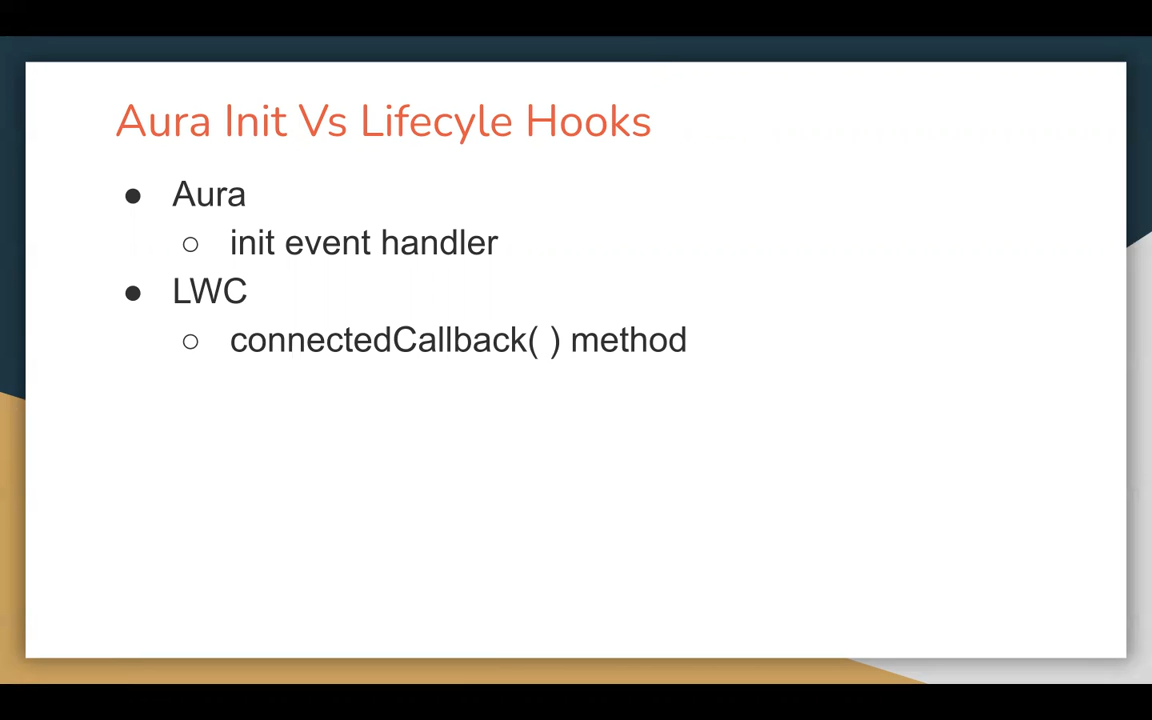 Aura Init Vs Lifecyle Hooks
● Aura
○ init event handler
● LWC
○ connectedCallback( ) method